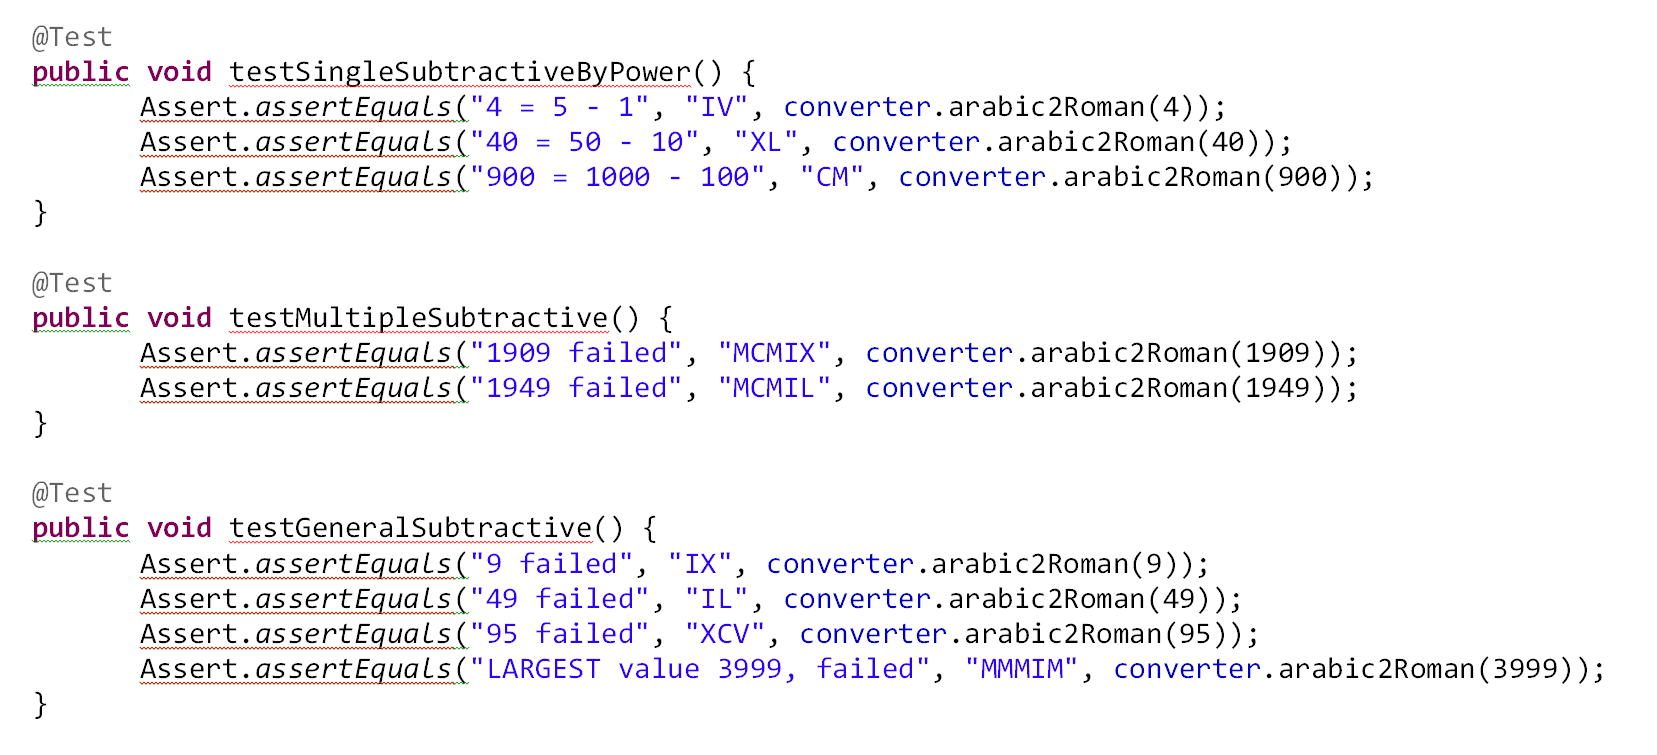 @Test
public void testSingleSubtractiveByPower() {
Assert.assertEquals("4 = 5 - 1", "IV", converter.arabic2Roman(4));
Assert.assertEquals("40 = 50 - 10", "XL", converter.arabic2Roman(40));
Assert.assertEquals("900 = 1000 - 100", "CM", converter.arabic2Roman(900));
}
@Test
public void testMultipleSubtractive() {
Assert.assertEquals("1909 failed", "MCMIX", converter.arabic2Roman(1909));
Assert.assertEquals("1949 failed", "MCMIL", converter.arabic2Roman(1949));
}
@Test
public void testGeneralSubtractive() {
Assert.assertEquals("9 failed", "IX", converter.arabic2Roman(9));
Assert.assertEquals("49 failed", "IL", converter.arabic2Roman(49));
Assert.assertEquals("95 failed", "XCV", converter.arabic2Roman(95));
Assert.assertEquals("LARGEST value 3999, failed", "MMMIM", converter.arabic2Roman(3999));
}